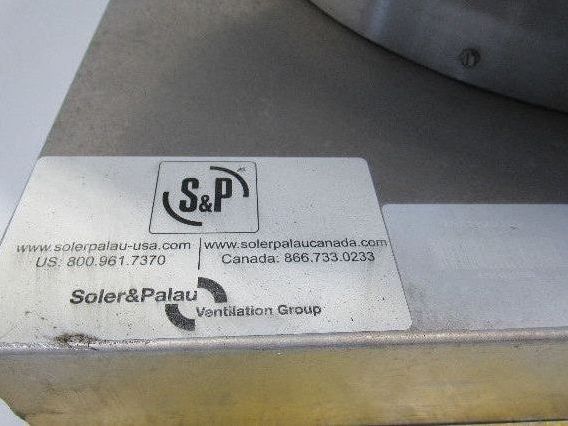 S&P
www.solerpalau-usa.com
US: 800.961.7370
www.solerpalaucanada.com
Canada: 866.733.0233
Soler&Palau
Ventilation Group